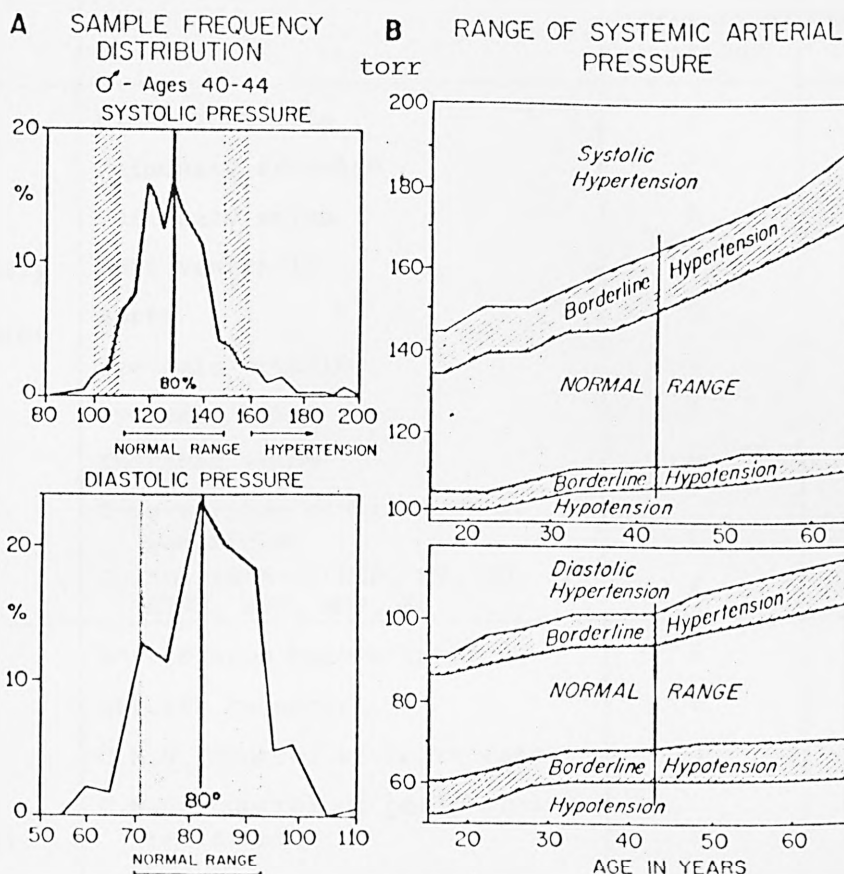 A SAMPLE FREQUENCY
DISTRIBUTION
♂ - Ages 40-44
SYSTOLIC PRESSURE
20
%
10
0
80%
80 100 120 140 160 180 200
NORMAL RANGE HYPERTENSION
DIASTOLIC PRESSURE
20
%
10
0
80°
50 60 70 80 90 100 110
NORMAL RANGE
B RANGE OF SYSTEMIC ARTERIAL
PRESSURE
torr
200
Systolic
Hypertension
180
160
Borderline Hypertension
140
NORMAL RANGE
110
Borderline Hypotension
100
Hypotension
20 30 40 50 60
Diastolic
Hypertension
100
Borderline Hypertension
80
NORMAL RANGE
60
Borderline Hypotension
Hypotension
20 30 40 50 60
AGE IN YEARS